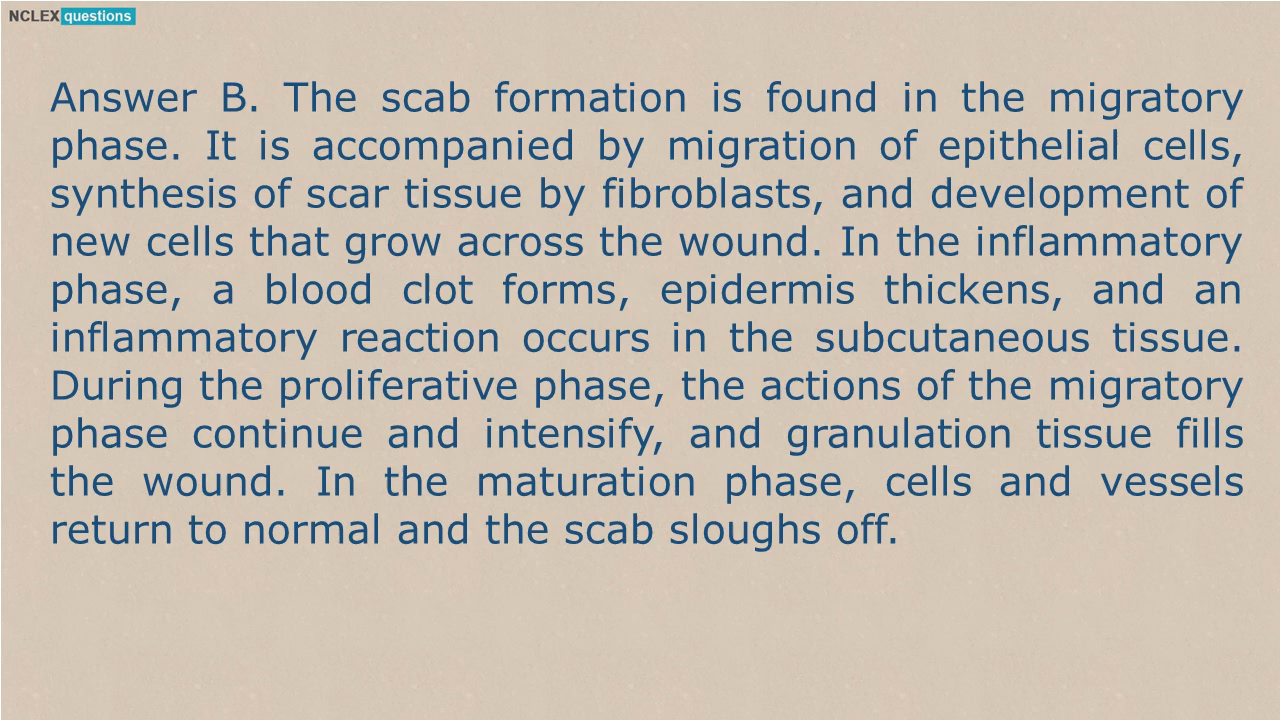 NCLEX questions
Answer B. The scab formation is found in the migratory
phase. It is accompanied by migration of epithelial cells,
synthesis of scar tissue by fibroblasts, and development of
new cells that grow across the wound. In the inflammatory
phase, a blood clot forms, epidermis thickens, and an
inflammatory reaction occurs in the subcutaneous tissue.
During the proliferative phase, the actions of the migratory
phase continue and intensify, and granulation tissue fills
the wound. In the maturation phase, cells and vessels
return to normal and the scab sloughs off.